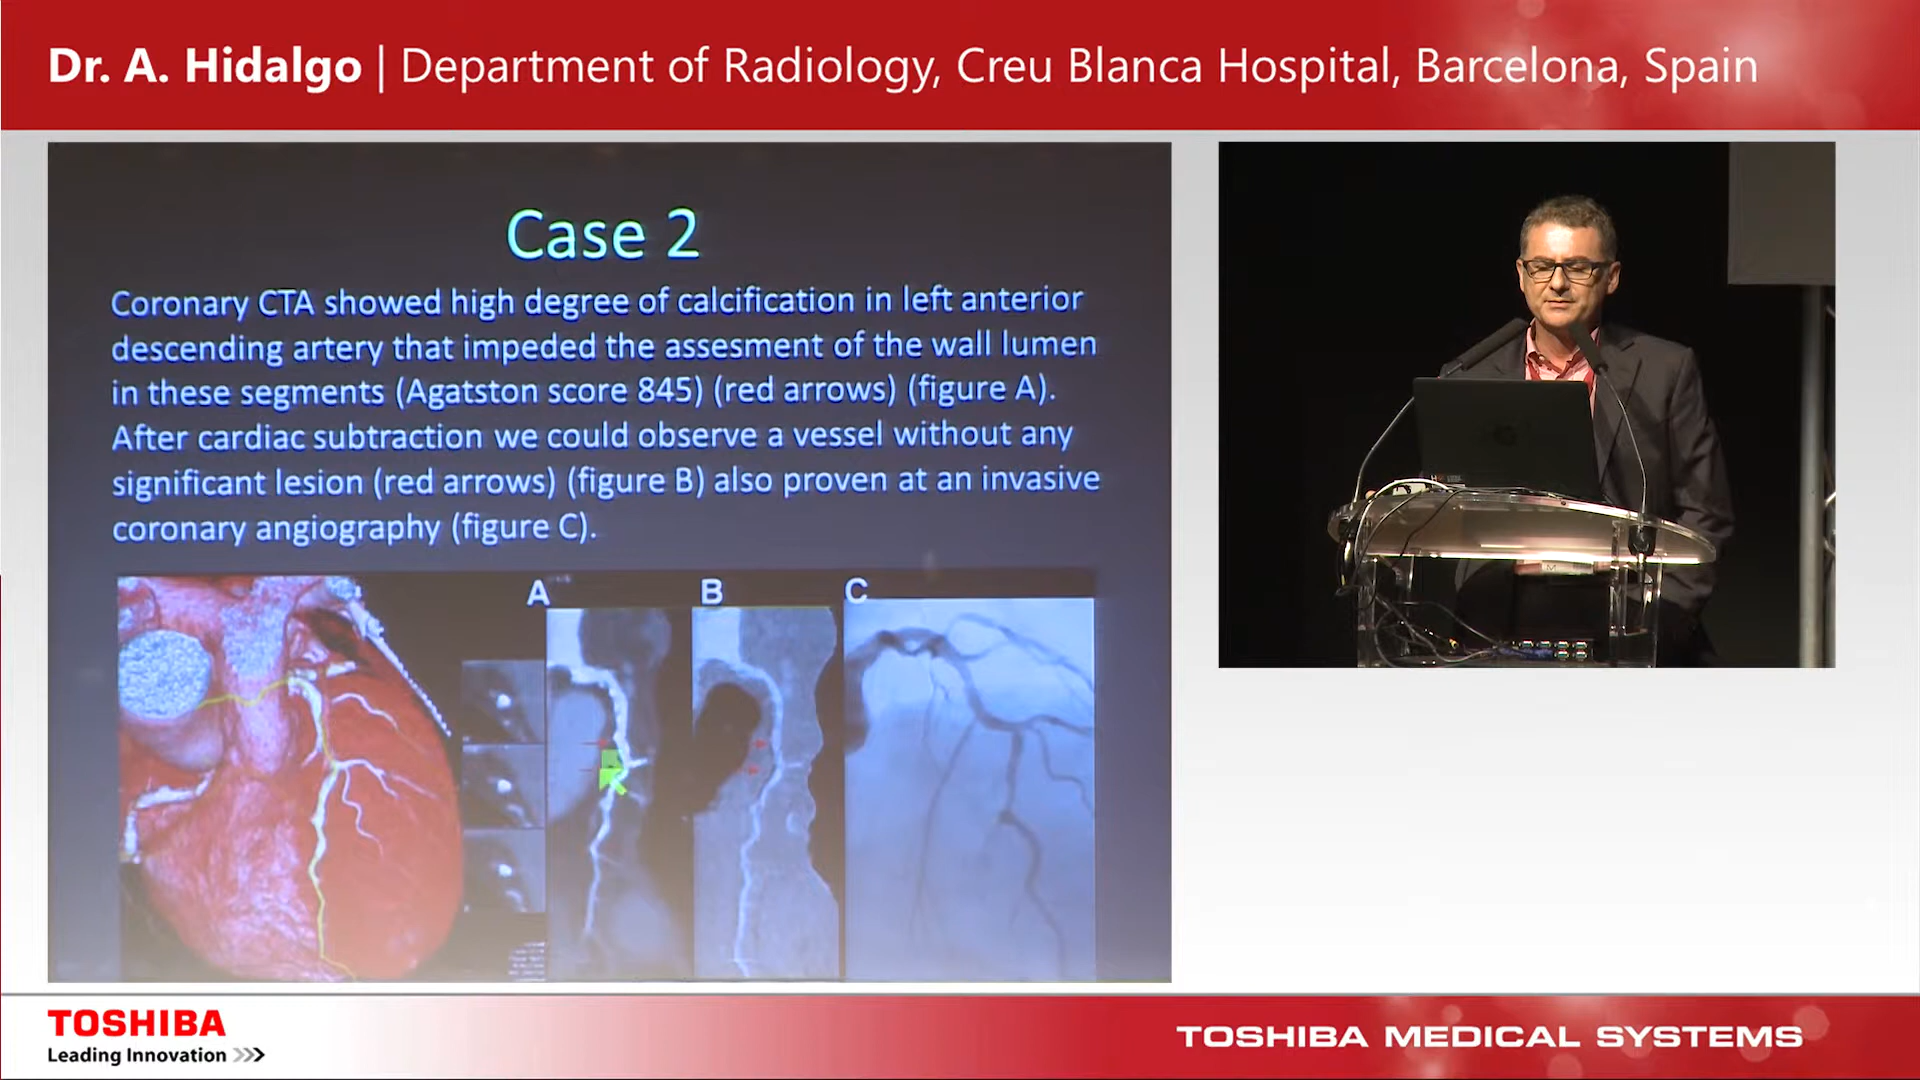 Dr. A. Hidalgo | Department of Radiology, Creu Blanca Hospital, Barcelona, Spain
Case 2
Coronary CTA showed high degree of calcification in left anterior
descending artery that impeded the assesment of the wall lumen
in these segments (Agatston score 845) (red arrows) (figure A).
After cardiac subtraction we could observe a vessel without any
significant lesion (red arrows) (figure B) also proven at an invasive
coronary angiography (figure C).
A B C
TOSHIBA
Leading Innovation >>>
TOSHIBA MEDICAL SYSTEMS